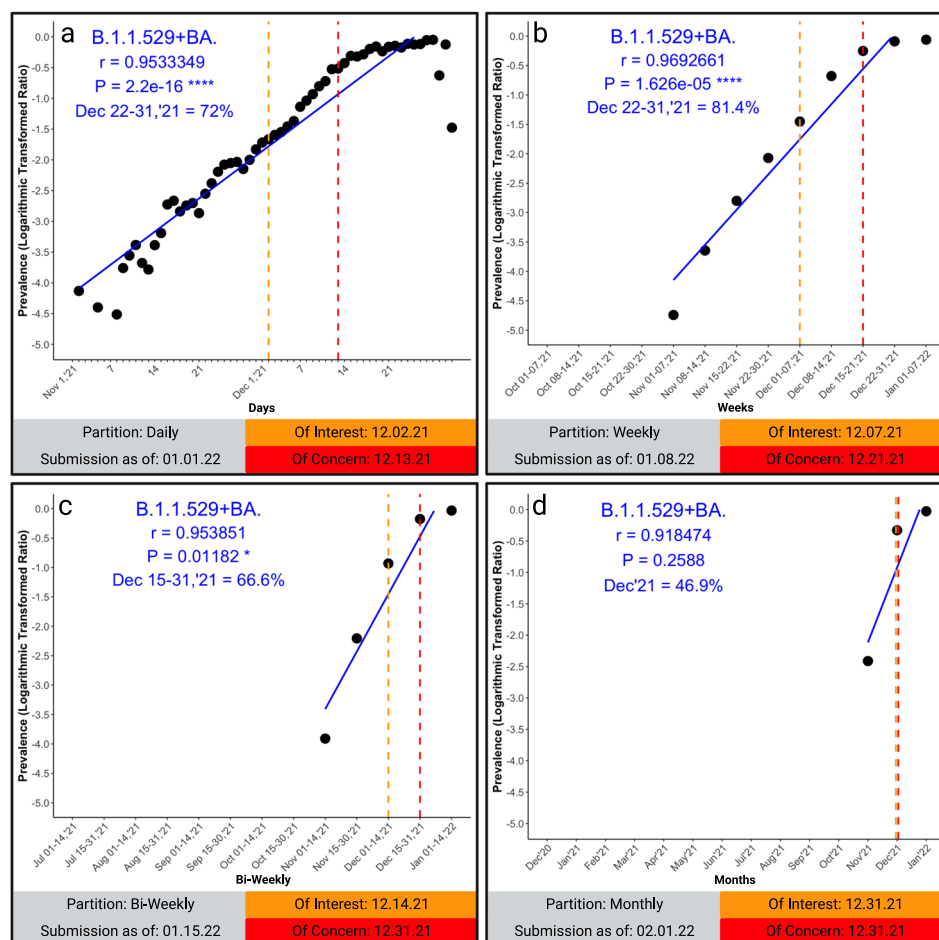 a
B.1.1.529+BA.
r = 0.9533349
P = 2.2e-16 ****
Dec 22-31,'21 = 72%
Prevalence (Logarithmic Transformed Ratio)
0.0
-0.5
-1.0
-1.5
-2.0
-2.5
-3.0
-3.5
-4.0
-4.5
-5.0
Nov 1,'21
7
14
21
Dec 1,'21
7
14
21
Days
Partition: Daily
Of Interest: 12.02.21
Submission as of: 01.01.22
Of Concern: 12.13.21
b
B.1.1.529+BA.
r = 0.9692661
P = 1.626e-05 ****
Dec 22-31,'21 = 81.4%
Prevalence (Logarithmic Transformed Ratio)
0.0
-0.5
-1.0
-1.5
-2.0
-2.5
-3.0
-3.5
-4.0
-4.5
-5.0
Oct 01-07,'21
Oct 08-14,'21
Oct 15-21,'21
Oct 22-30,'21
Nov 01-07,'21
Nov 08-14,'21
Nov 15-22,'21
Nov 22-30,'21
Dec 01-07,'21
Dec 08-14,'21
Dec 15-21,'21
Dec 22-31,'21
Jan 01-07,'22
Weeks
Partition: Weekly
Of Interest: 12.07.21
Submission as of: 01.08.22
Of Concern: 12.21.21
c
B.1.1.529+BA.
r = 0.953851
P = 0.01182 *
Dec 15-31,'21 = 66.6%
Prevalence (Logarithmic Transformed Ratio)
0.0
-0.5
-1.0
-1.5
-2.0
-2.5
-3.0
-3.5
-4.0
-4.5
-5.0
Jul 01-14,'21
Jul 15-31,'21
Aug 01-14,'21
Aug 15-31,'21
Sep 01-14,'21
Sep 15-30,'21
Oct 01-14,'21
Oct 15-30,'21
Nov 01-14,'21
Nov 15-30,'21
Dec 01-14,'21
Dec 15-31,'21
Jan 01-14,'22
Bi-Weekly
Partition: Bi-Weekly
Of Interest: 12.14.21
Submission as of: 01.15.22
Of Concern: 12.31.21
d
B.1.1.529+BA.
r = 0.918474
P = 0.2588
Dec'21 = 46.9%
Prevalence (Logarithmic Transformed Ratio)
0.0
-0.5
-1.0
-1.5
-2.0
-2.5
-3.0
-3.5
-4.0
-4.5
-5.0
Dec'20
Jan'21
Feb'21
Mar'21
Apr'21
May'21
Jun'21
Jul'21
Aug'21
Sep'21
Oct'21
Nov'21
Dec'21
Jan'22
Months
Partition: Monthly
Of Interest: 12.31.21
Submission as of: 02.01.22
Of Concern: 12.31.21